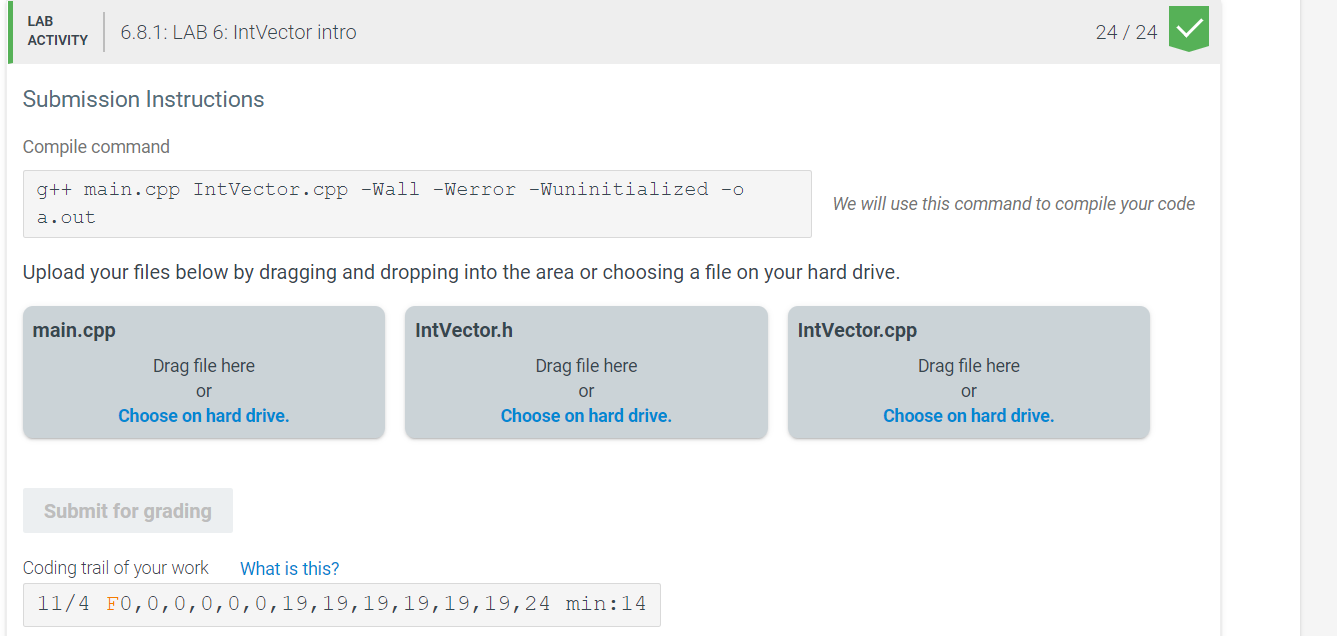 LAB
ACTIVITY
6.8.1: LAB 6: IntVector intro
24 / 24
Submission Instructions
Compile command
g++ main.cpp IntVector.cpp -Wall -Werror -Wuninitialized -o
a.out
We will use this command to compile your code
Upload your files below by dragging and dropping into the area or choosing a file on your hard drive.
main.cpp
Drag file here
or
Choose on hard drive.
IntVector.h
Drag file here
or
Choose on hard drive.
IntVector.cpp
Drag file here
or
Choose on hard drive.
Submit for grading
Coding trail of your work What is this?
11/4 F0,0,0,0,0,0,19,19,19,19,19,19,24 min:14